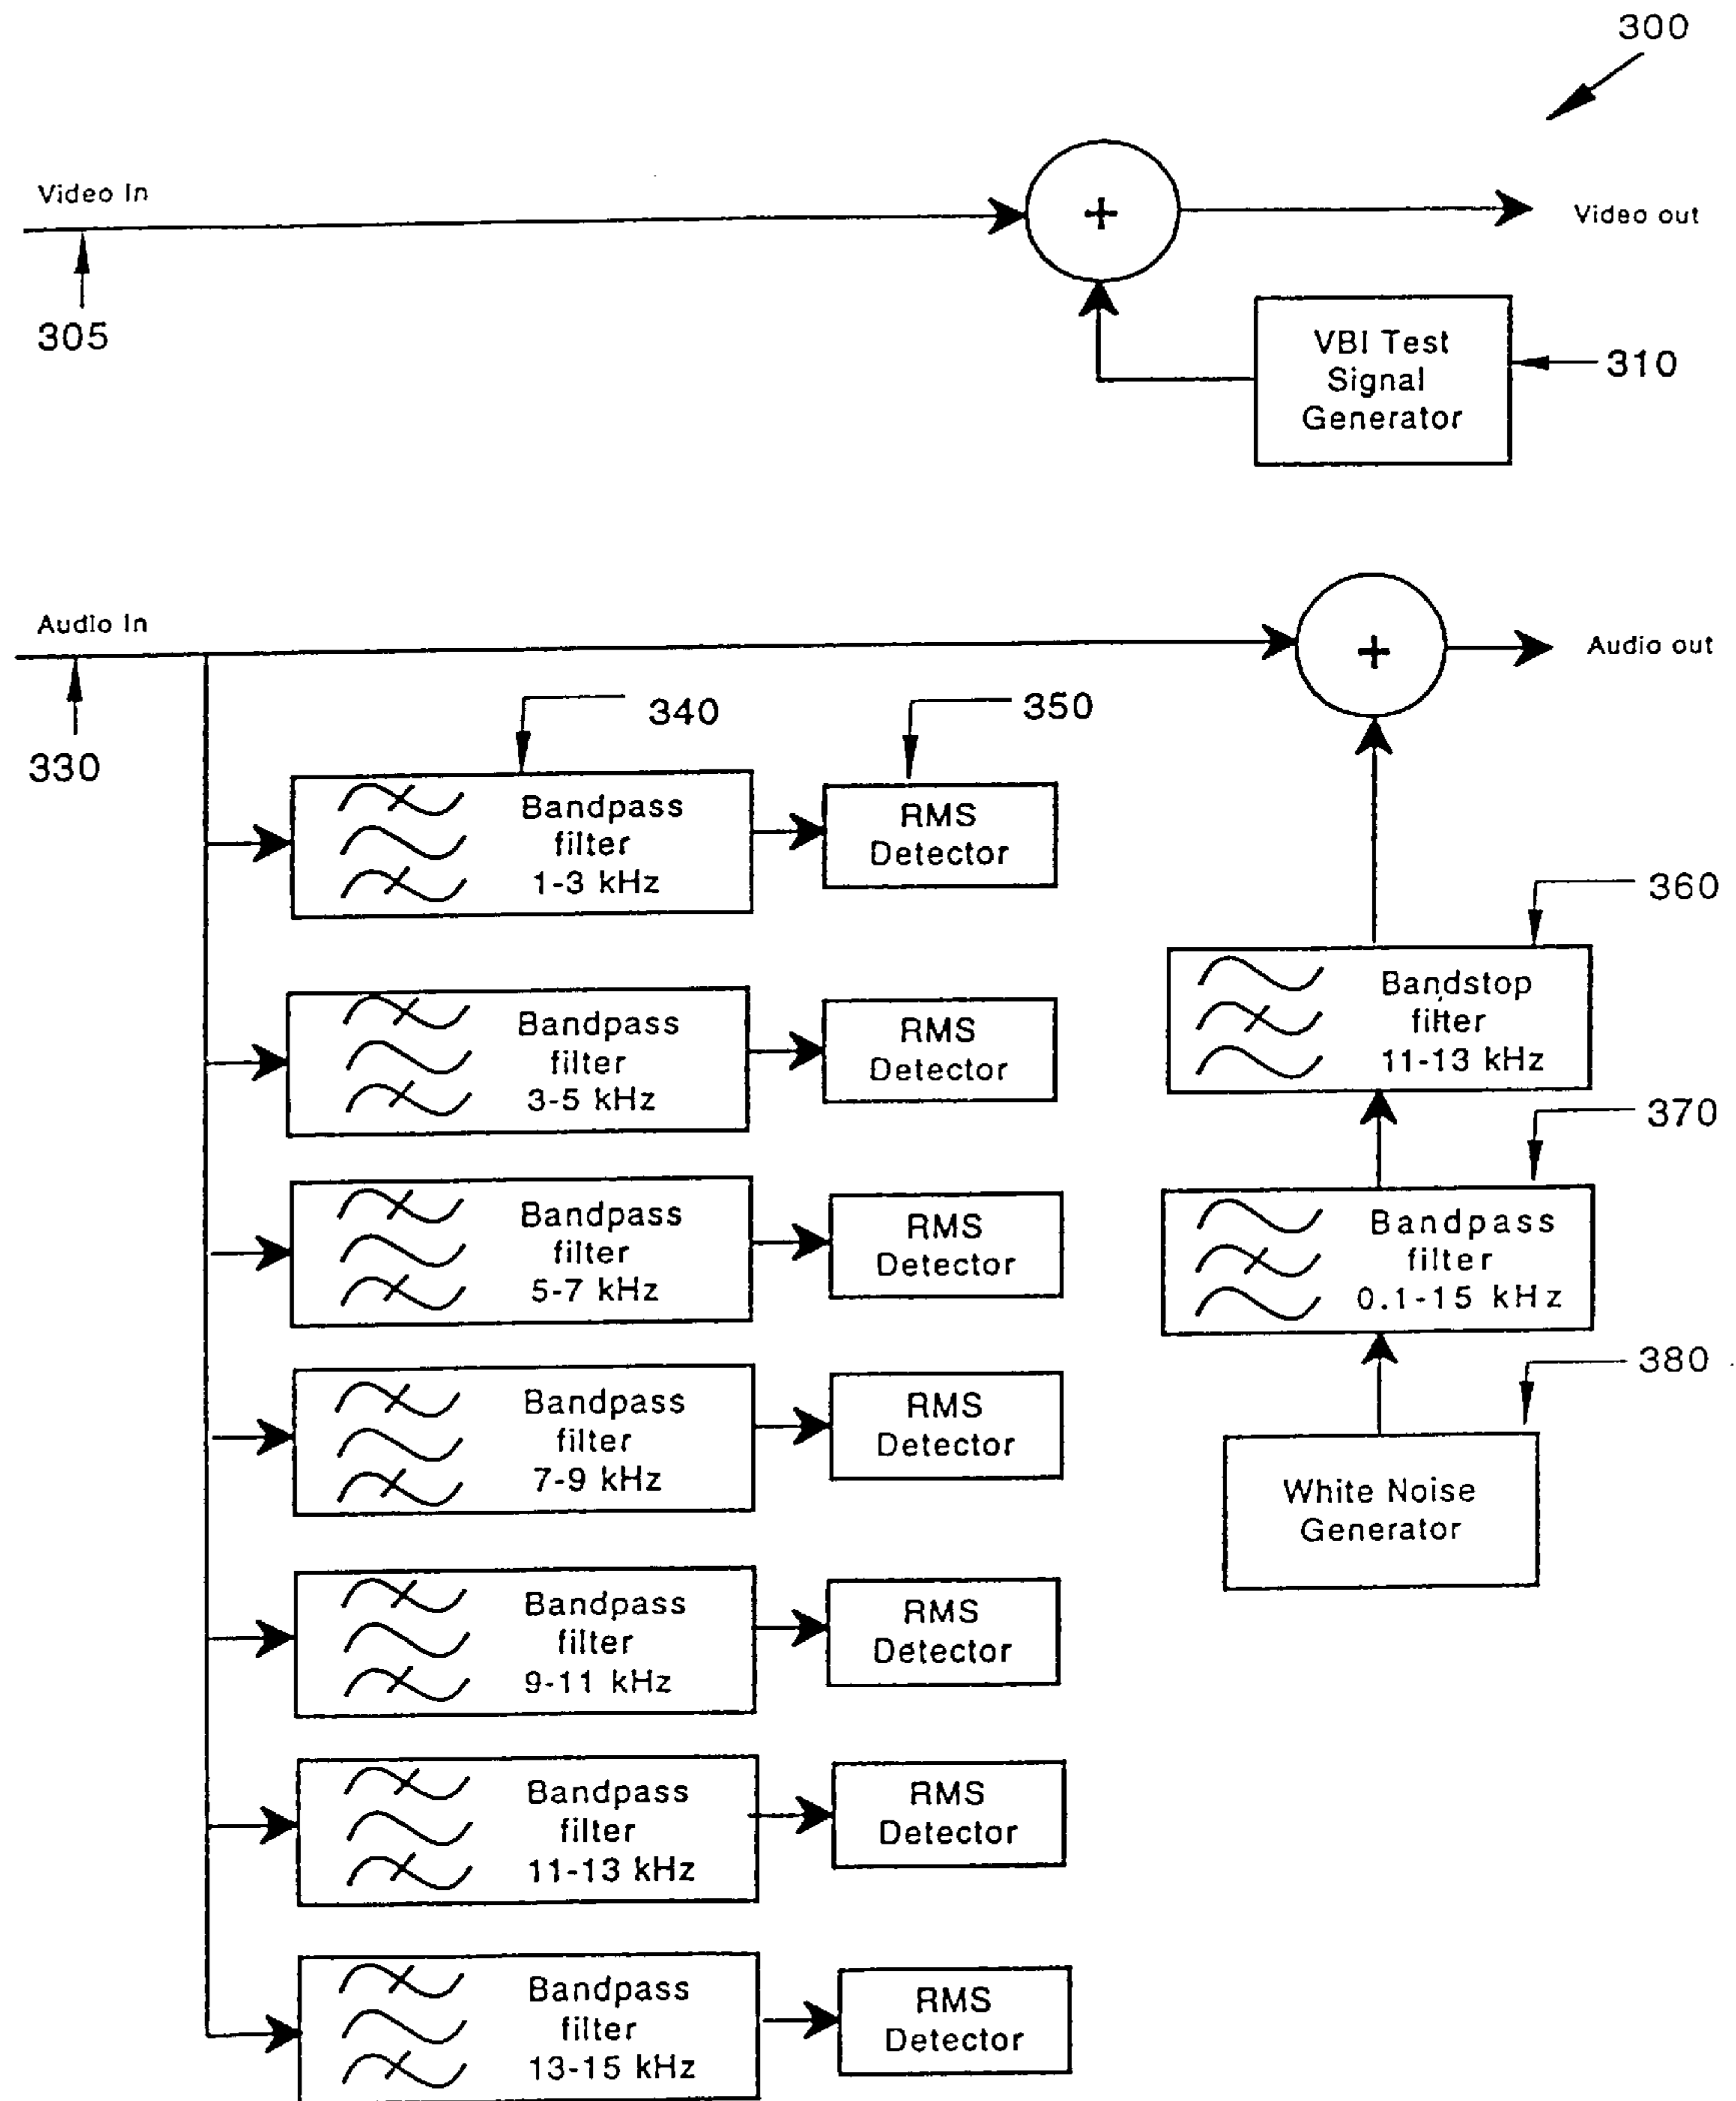 300
Video In
Video out
305
VBI Test
Signal
Generator
310
+
Audio In
Audio out
+
330
340
350
Bandpass
filter
1-3 kHz
RMS
Detector
360
Bandstop
filter
11-13 kHz
Bandpass
filter
3-5 kHz
RMS
Detector
370
Bandpass
filter
0.1-15 kHz
Bandpass
filter
5-7 kHz
RMS
Detector
380
White Noise
Generator
Bandpass
filter
7-9 kHz
RMS
Detector
Bandpass
filter
9-11 kHz
RMS
Detector
Bandpass
filter
11-13 kHz
RMS
Detector
Bandpass
filter
13-15 kHz
RMS
Detector